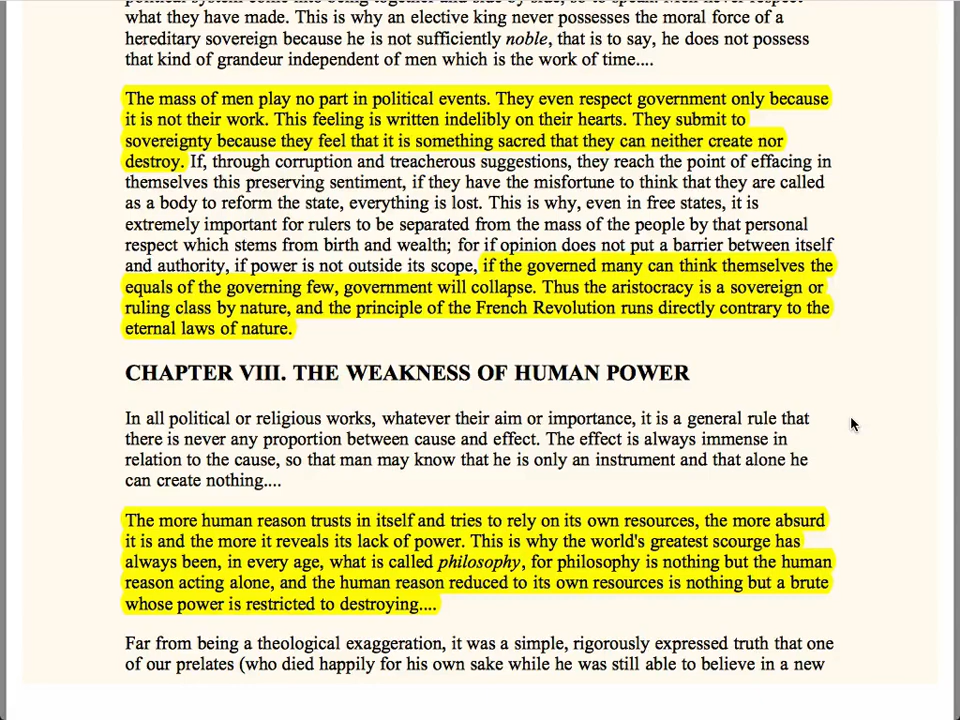 what they have made. This is why an elective king never possesses the moral force of a
hereditary sovereign because he is not sufficiently noble, that is to say, he does not possess
that kind of grandeur independent of men which is the work of time....
The mass of men play no part in political events. They even respect government only because
it is not their work. This feeling is written indelibly on their hearts. They submit to
sovereignty because they feel that it is something sacred that they can neither create nor
destroy. If, through corruption and treacherous suggestions, they reach the point of effacing in
themselves this preserving sentiment, if they have the misfortune to think that they are called
as a body to reform the state, everything is lost. This is why, even in free states, it is
extremely important for rulers to be separated from the mass of the people by that personal
respect which stems from birth and wealth; for if opinion does not put a barrier between itself
and authority, if power is not outside its scope, if the governed many can think themselves the
equals of the governing few, government will collapse. Thus the aristocracy is a sovereign or
ruling class by nature, and the principle of the French Revolution runs directly contrary to the
eternal laws of nature.
CHAPTER VIII. THE WEAKNESS OF HUMAN POWER
In all political or religious works, whatever their aim or importance, it is a general rule that
there is never any proportion between cause and effect. The effect is always immense in
relation to the cause, so that man may know that he is only an instrument and that alone he
can create nothing....
The more human reason trusts in itself and tries to rely on its own resources, the more absurd
it is and the more it reveals its lack of power. This is why the world's greatest scourge has
always been, in every age, what is called philosophy, for philosophy is nothing but the human
reason acting alone, and the human reason reduced to its own resources is nothing but a brute
whose power is restricted to destroying....
Far from being a theological exaggeration, it was a simple, rigorously expressed truth that one
of our prelates (who died happily for his own sake while he was still able to believe in a new